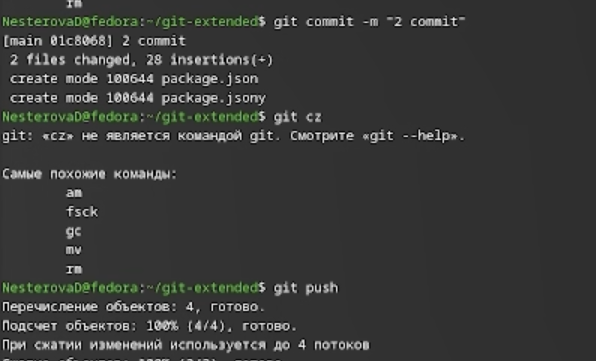 rm
NesterovaD@fedora:~/git-extended$ git commit -m "2 commit"
[main 01c8068] 2 commit
 2 files changed, 28 insertions(+)
 create mode 100644 package.json
 create mode 100644 package.jsony
NesterovaD@fedora:~/git-extended$ git cz
git: «cz» не является командой git. Смотрите «git --help».
Самые похожие команды:
am
fsck
gc
mv
rm
NesterovaD@fedora:~/git-extended$ git push
Перечисление объектов: 4, готово.
Подсчет объектов: 100% (4/4), готово.
При сжатии изменений используется до 4 потоков